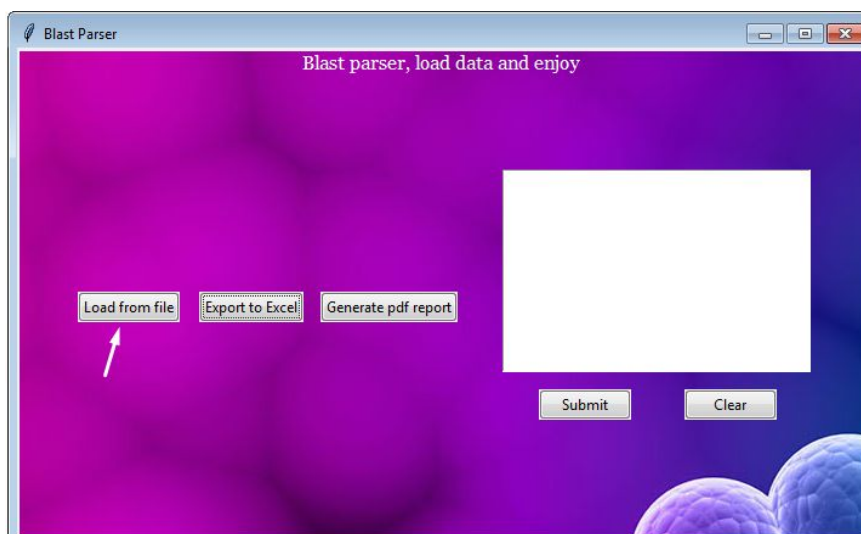 Blast Parser
Blast parser, load data and enjoy
Load from file
Export to Excel
Generate pdf report
Submit
Clear